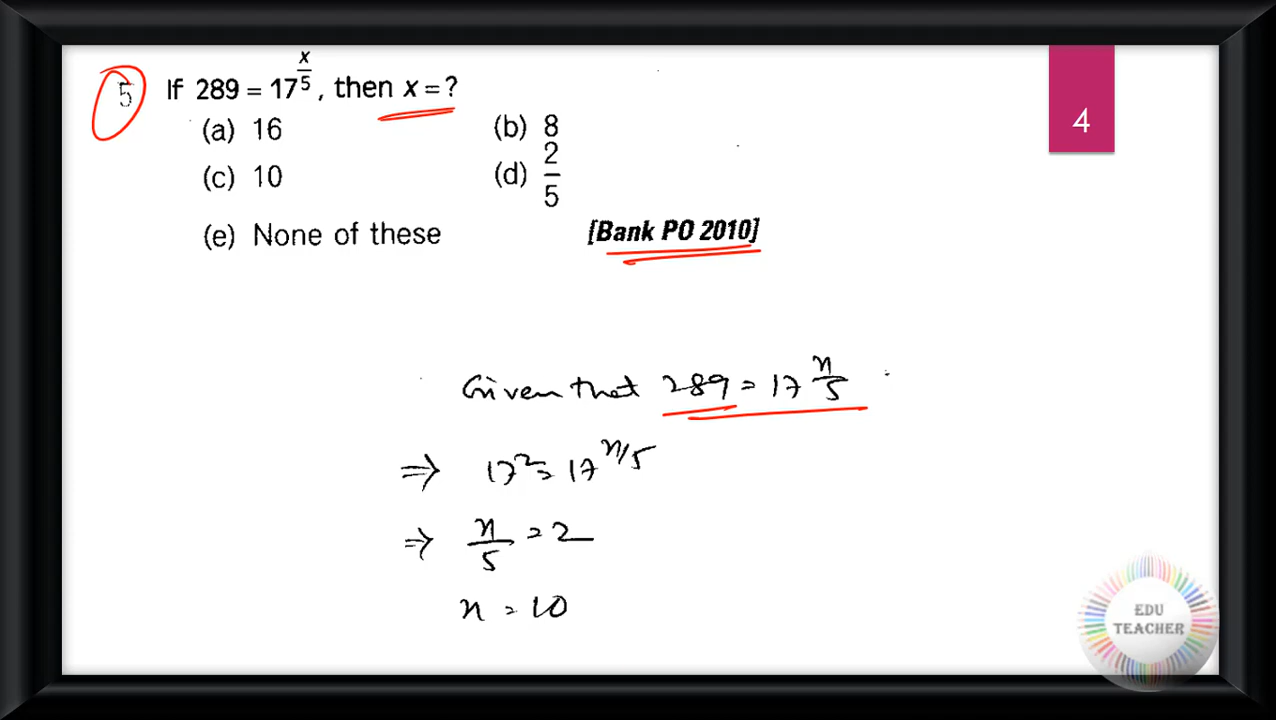 5 If 289 = 17^(x/5), then x = ?
(a) 16 (b) 8
(c) 10 (d) 2/5
(e) None of these [Bank PO 2010]
4
Given that 289 = 17^(x/5)
⇒ 17² = 17^(x/5)
⇒ x/5 = 2
x = 10
EDU
TEACHER